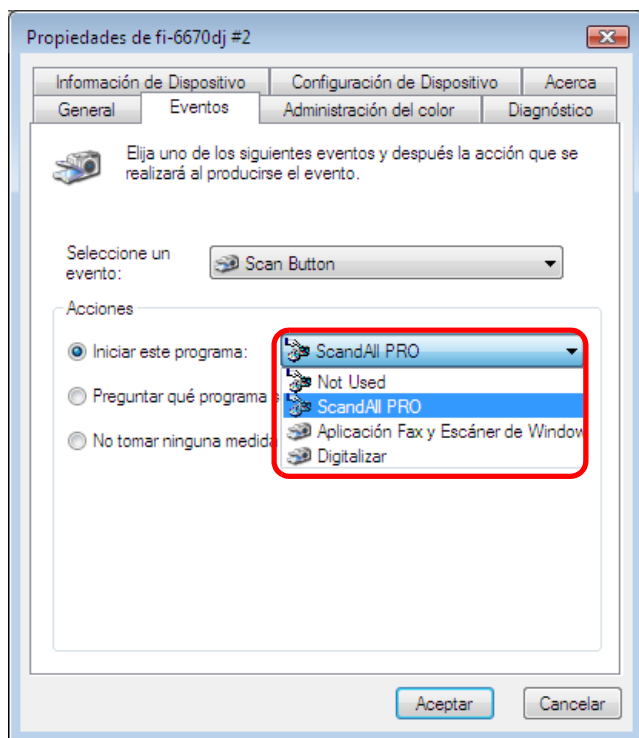 Propiedades de fi-6670dj #2
Información de Dispositivo Configuración de Dispositivo Acerca
General Eventos Administración del color Diagnóstico
Elija uno de los siguientes eventos y después la acción que se
realizará al producirse el evento.
Seleccione un
evento:
Scan Button
Acciones
Iniciar este programa: ScandAll PRO
Not Used
Preguntar qué programa
ScandAll PRO
Aplicación Fax y Escáner de Window
No tomar ninguna medida
Digitalizar
Aceptar Cancelar